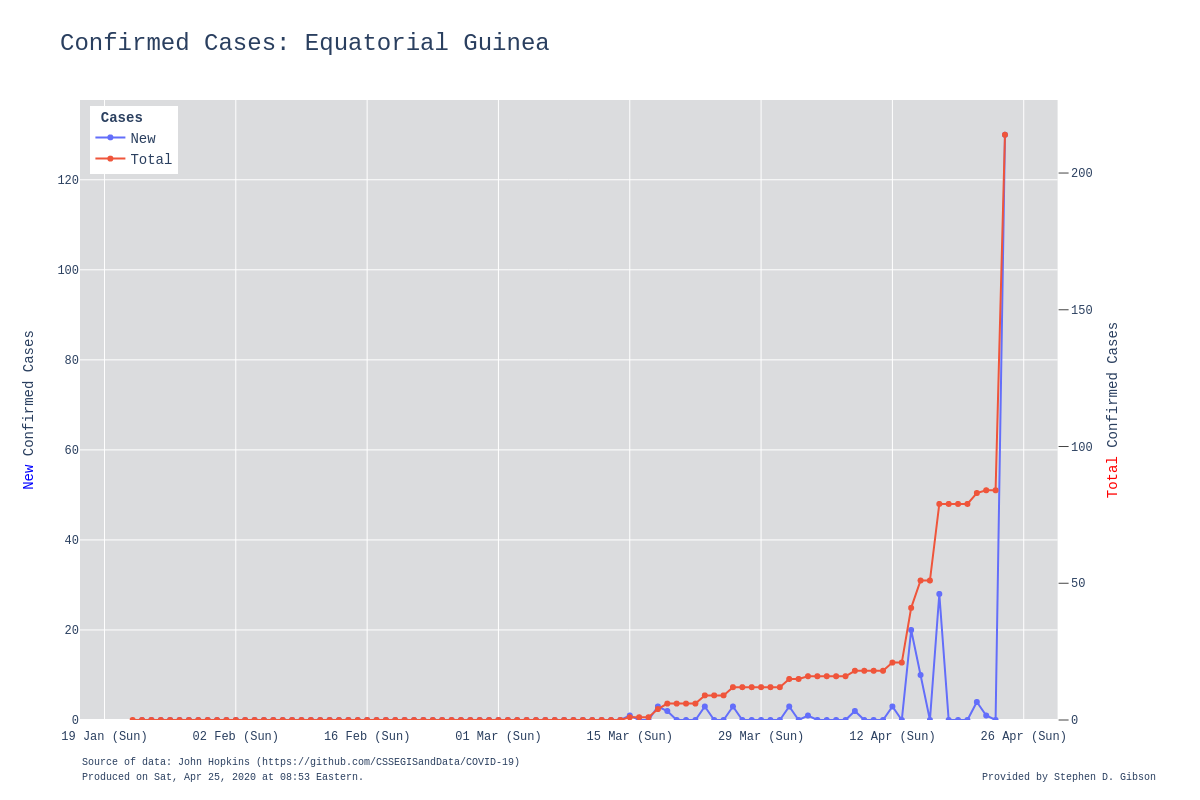 Confirmed Cases: Equatorial Guinea
Cases
New
Total
120
100
80
60
40
20
0
200
150
100
50
0
New Confirmed Cases
Total Confirmed Cases
19 Jan (Sun) 02 Feb (Sun) 16 Feb (Sun) 01 Mar (Sun) 15 Mar (Sun) 29 Mar (Sun) 12 Apr (Sun) 26 Apr (Sun)
Source of data: John Hopkins (https://github.com/CSSEGISandData/COVID-19)
Produced on Sat, Apr 25, 2020 at 08:53 Eastern.
Provided by Stephen D. Gibson